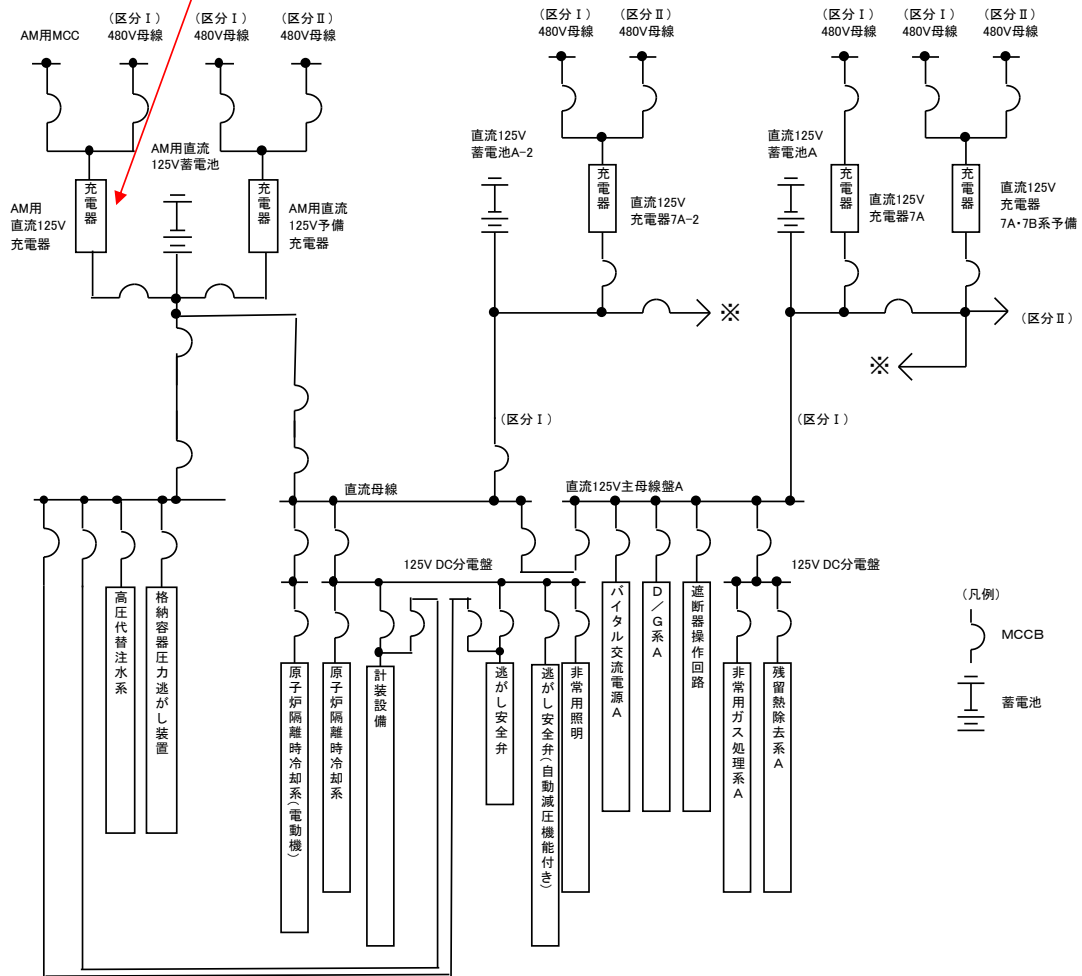 AM用MCC
(区分Ⅰ)
480V母線
(区分Ⅰ)
480V母線
(区分Ⅱ)
480V母線
(区分Ⅰ)
480V母線
(区分Ⅱ)
480V母線
(区分Ⅰ)
480V母線
(区分Ⅰ)
480V母線
(区分Ⅱ)
480V母線
AM用
直流125V
充電器
充電器
AM用直流
125V蓄電池
充電器
AM用直流
125V予備
充電器
直流125V
蓄電池A-2
充電器
直流125V
充電器7A-2
直流125V
蓄電池A
充電器
直流125V
充電器7A
充電器
直流125V
充電器
7A・7B系予備
※
(区分Ⅱ)
※
(区分Ⅰ)
(区分Ⅰ)
直流母線
直流125V主母線盤A
125V DC分電盤
125V DC分電盤
高圧代替注水系
格納容器圧力逃がし装置
原子炉隔離時冷却系(電動機)
原子炉隔離時冷却系
計装設備
逃がし安全弁
逃がし安全弁(自動減圧機能付き)
非常用照明
バイタル交流電源A
D/G系A
遮断器操作回路
非常用ガス処理系A
残留熱除去系A
(凡例)
MCCB
蓄電池